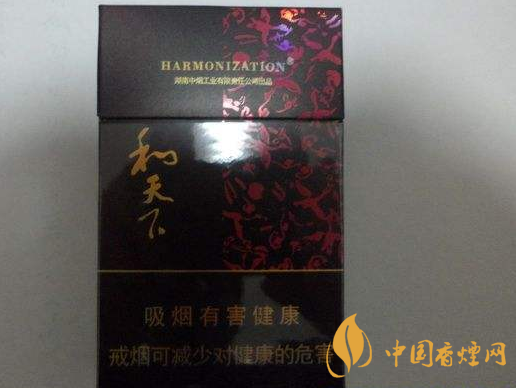 HARMONIZATION®
湖南中烟工业有限责任公司出品
和天下
吸烟有害健康
戒烟可减少对健康的危害
中国香烟网